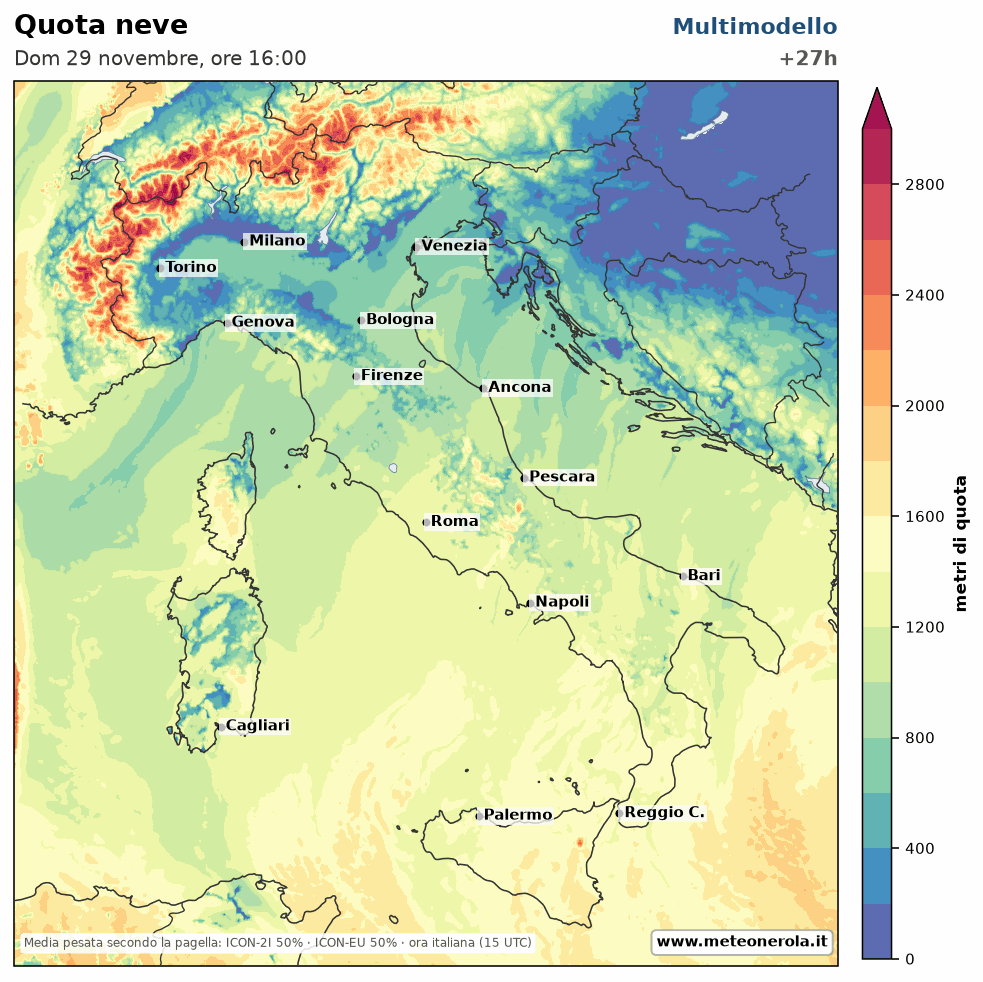 Quota neve
Multimodello
Dom 29 novembre, ore 16:00
+27h
Milano
Venezia
Torino
Genova
Bologna
Firenze
Ancona
Pescara
Roma
Bari
Napoli
Cagliari
Palermo
Reggio C.
2800
2400
2000
1600
1200
800
400
0
metri di quota
Media pesata secondo la pagella: ICON-2I 50% · ICON-EU 50% · ora italiana (15 UTC)
www.meteonerola.it